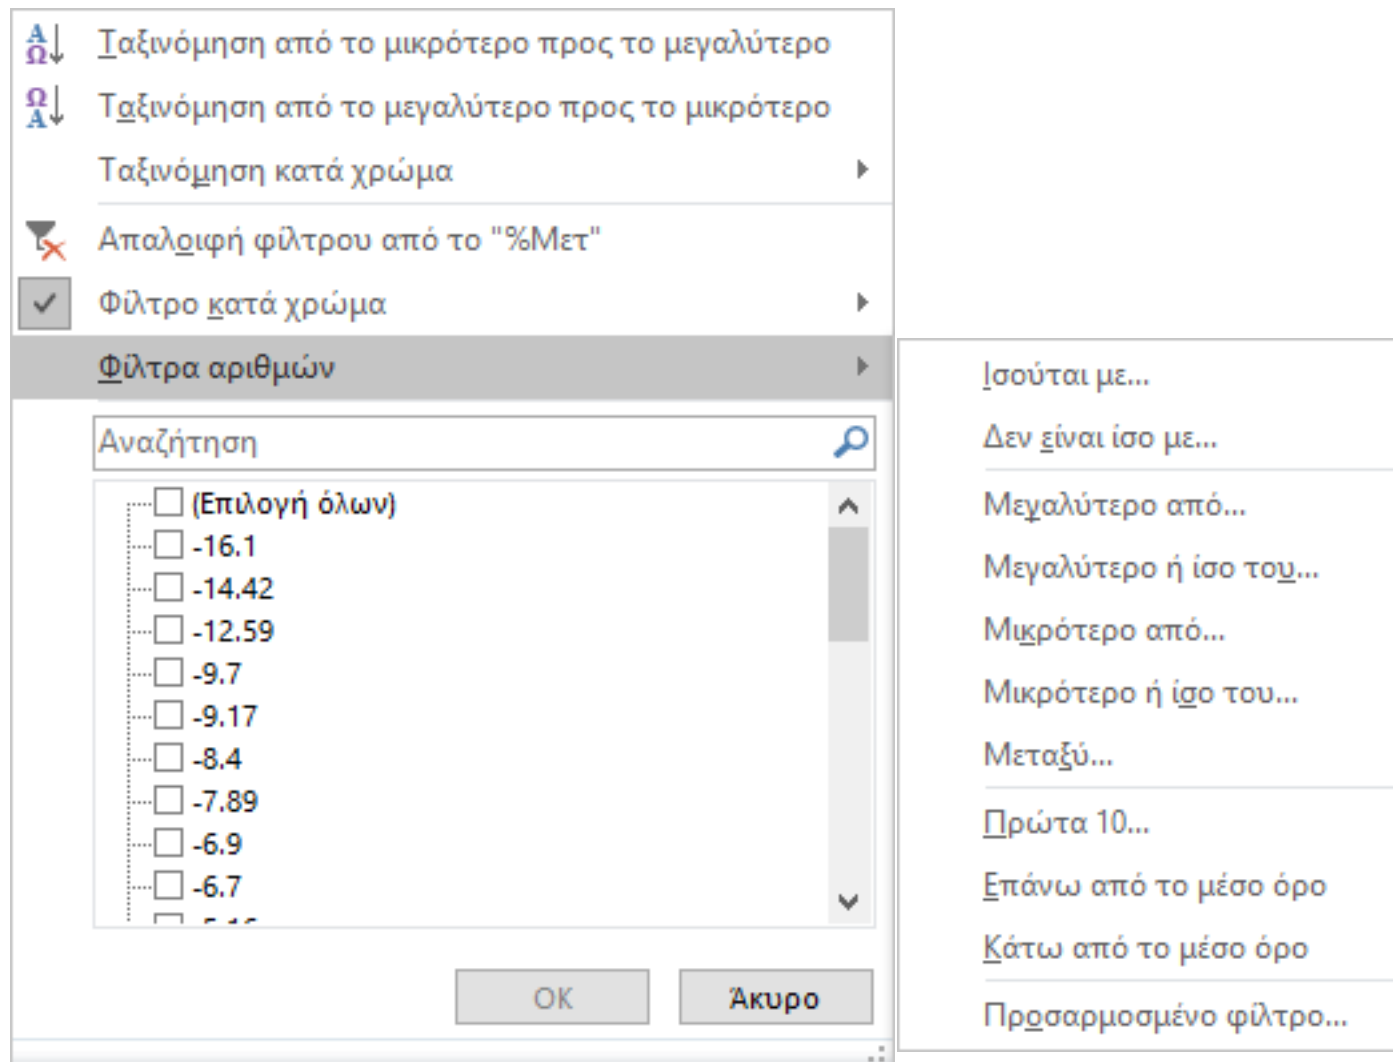 Ταξινόμηση από το μικρότερο προς το μεγαλύτερο
Ταξινόμηση από το μεγαλύτερο προς το μικρότερο
Ταξινόμηση κατά χρώμα
Απαλοιφή φίλτρου από το "%Μετ"
Φίλτρο κατά χρώμα
Φίλτρα αριθμών
Αναζήτηση
(Επιλογή όλων)
-16.1
-14.42
-12.59
-9.7
-9.17
-8.4
-7.89
-6.9
-6.7
OK
Άκυρο
Ισούται με...
Δεν είναι ίσο με...
Μεγαλύτερο από...
Μεγαλύτερο ή ίσο του...
Μικρότερο από...
Μικρότερο ή ίσο του...
Μεταξύ...
Πρώτα 10...
Επάνω από το μέσο όρο
Κάτω από το μέσο όρο
Προσαρμοσμένο φίλτρο...